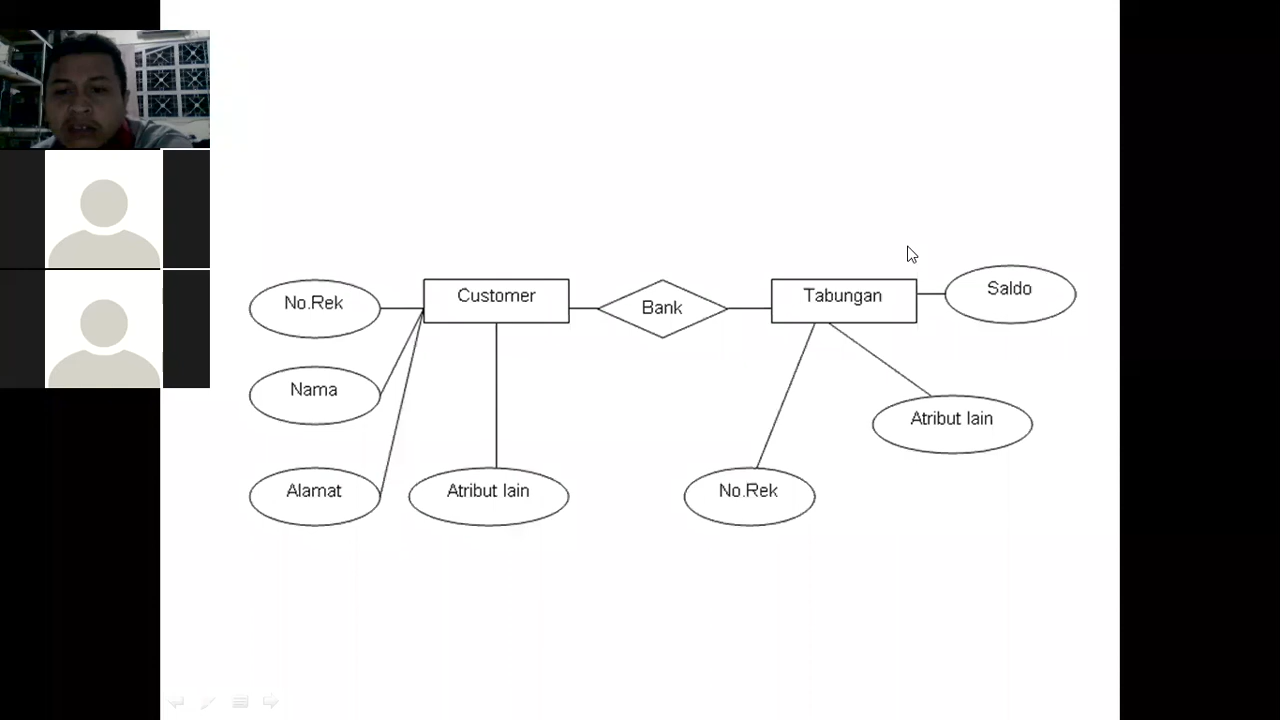 No.Rek
Customer
Bank
Tabungan
Saldo
Nama
Atribut lain
Alamat
Atribut lain
No.Rek